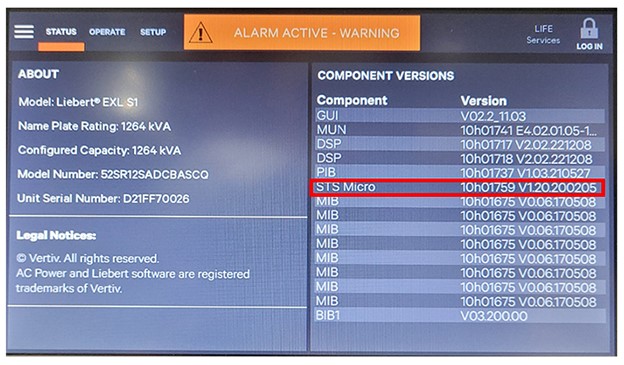 STATUS OPERATE SETUP
ALARM ACTIVE - WARNING
LIFE
Services
LOG IN
ABOUT
Model: Liebert® EXL S1
Name Plate Rating: 1264 kVA
Configured Capacity: 1264 kVA
Model Number: 52SR12SADCBASCQ
Unit Serial Number: D21FF70026
Legal Notices:
© Vertiv. All rights reserved.
AC Power and Liebert software are registered
trademarks of Vertiv.
COMPONENT VERSIONS
Component Version
GUI V02.2_11.03
MUN 10h01741 E4.02.01.05-1...
DSP 10h01717 V2.02.221208
DSP 10h01718 V2.02.221208
PIB 10h01737 V1.03.210527
STS Micro 10h01759 V1.20.200205
MIB 10h01675 V0.06.170508
MIB 10h01675 V0.06.170508
MIB 10h01675 V0.06.170508
MIB 10h01675 V0.06.170508
MIB 10h01675 V0.06.170508
MIB 10h01675 V0.06.170508
MIB 10h01675 V0.06.170508
MIB 10h01675 V0.06.170508
BIB1 V03.200.00